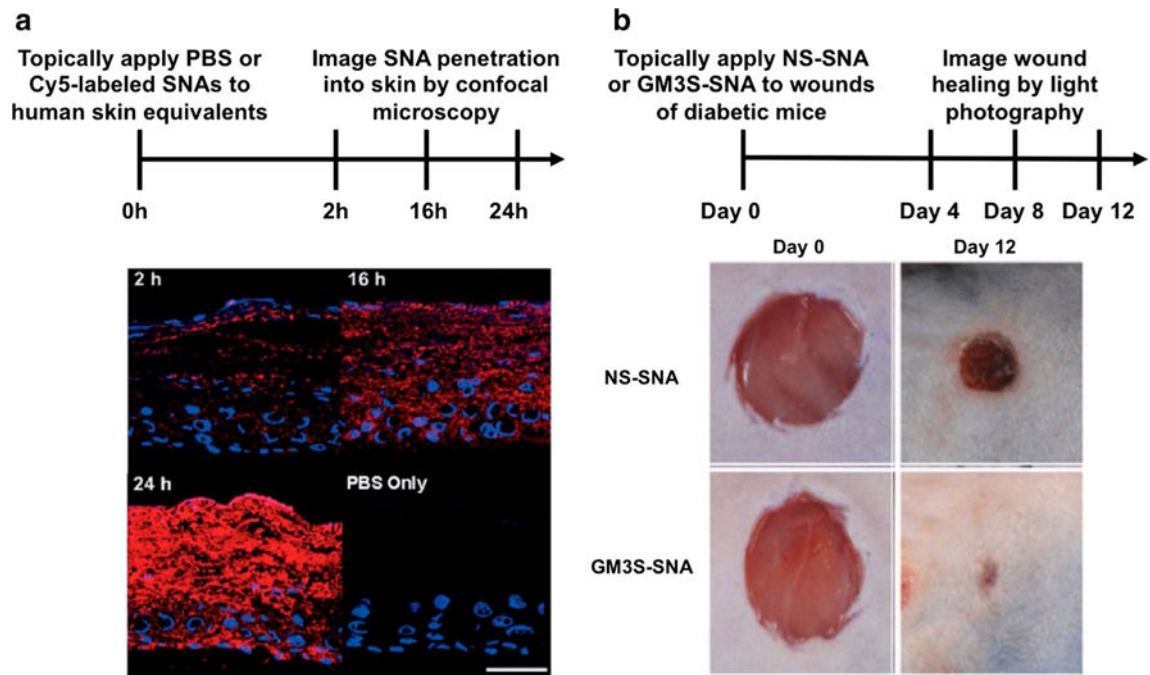 a
Topically apply PBS or
Cy5-labeled SNAs to
human skin equivalents
Image SNA penetration
into skin by confocal
microscopy
0h
2h
16h
24h
2 h
16 h
24 h
PBS Only
b
Topically apply NS-SNA
or GM3S-SNA to wounds
of diabetic mice
Image wound
healing by light
photography
Day 0
Day 4
Day 8
Day 12
Day 0
Day 12
NS-SNA
GM3S-SNA